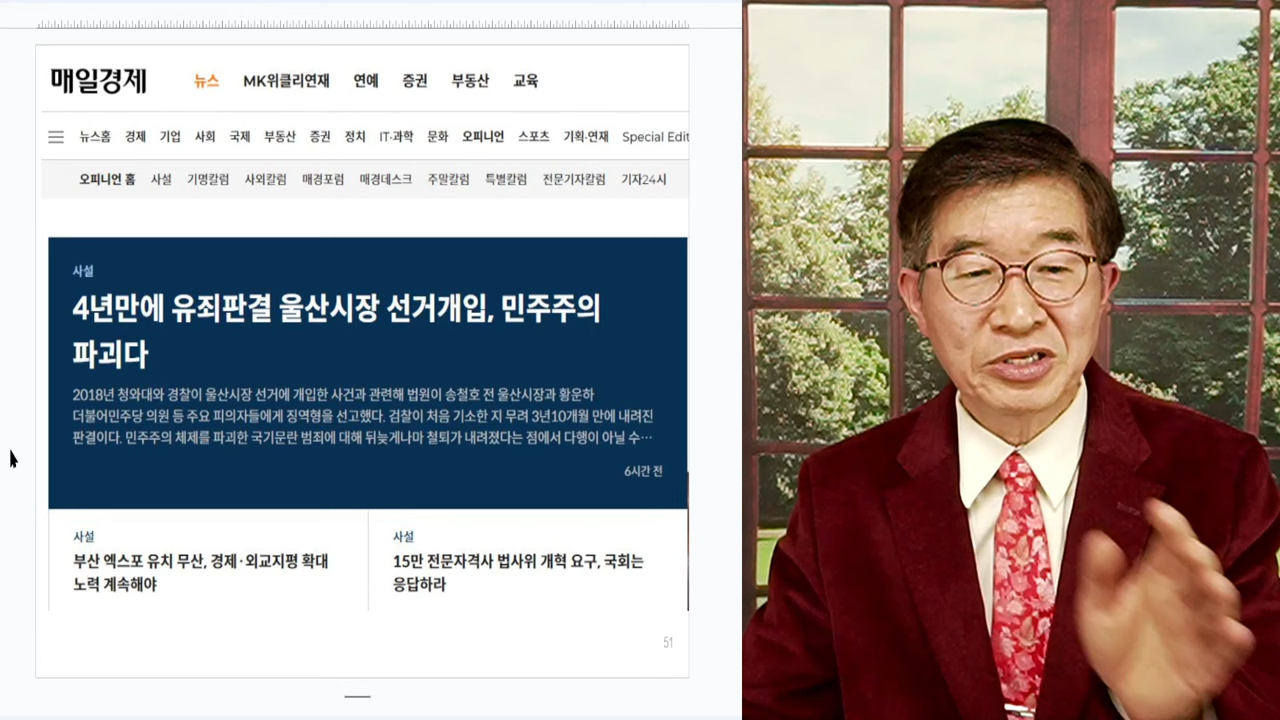 매일경제
뉴스 MK위클리연재 연예 증권 부동산 교육
뉴스홈 경제 기업 사회 국제 부동산 증권 정치 IT·과학 문화 오피니언 스포츠 기획·연재 Special Edit
오피니언 홈 사설 기명칼럼 사외칼럼 매경포럼 매경데스크 주말칼럼 특별칼럼 전문기자칼럼 기자24시
사설
4년만에 유죄판결 울산시장 선거개입, 민주주의
파괴다
2018년 청와대와 경찰이 울산시장 선거에 개입한 사건과 관련해 법원이 송철호 전 울산시장과 황운하
더불어민주당 의원 등 주요 피의자들에게 징역형을 선고했다. 검찰이 처음 기소한 지 무려 3년10개월 만에 내려진
판결이다. 민주주의 체제를 파괴한 국기문란 범죄에 대해 뒤늦게나마 철퇴가 내려졌다는 점에서 다행이 아닐 수…
6시간 전
사설
부산 엑스포 유치 무산, 경제·외교지평 확대
노력 계속해야
사설
15만 전문자격사 법사위 개혁 요구, 국회는
응답하라
51